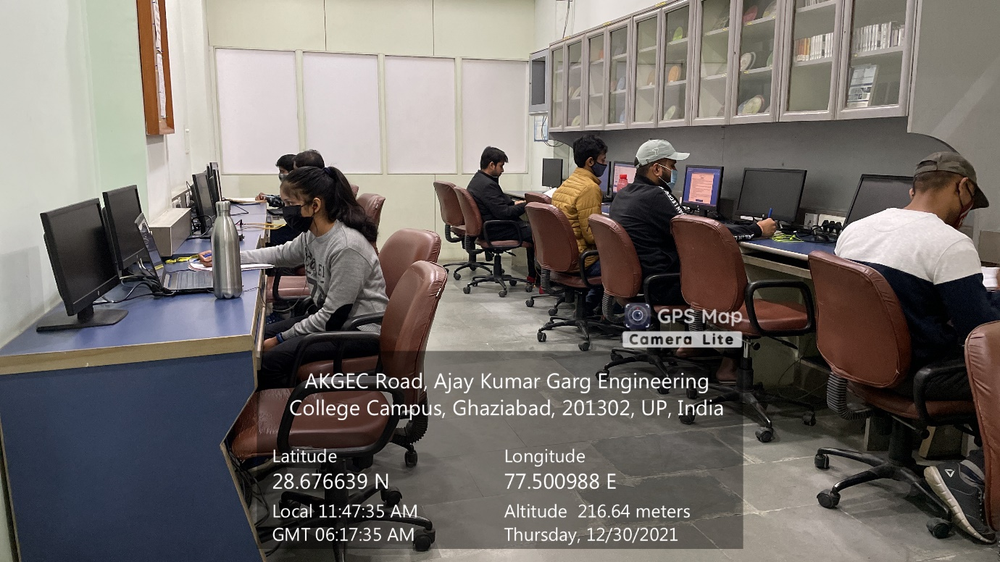 GPS Map
Camera Lite
AKGEC Road, Ajay Kumar Garg Engineering
College Campus, Ghaziabad, 201302, UP, India
Latitude
28.676639 N
Longitude
77.500988 E
Local 11:47:35 AM
GMT 06:17:35 AM
Altitude 216.64 meters
Thursday, 12/30/2021